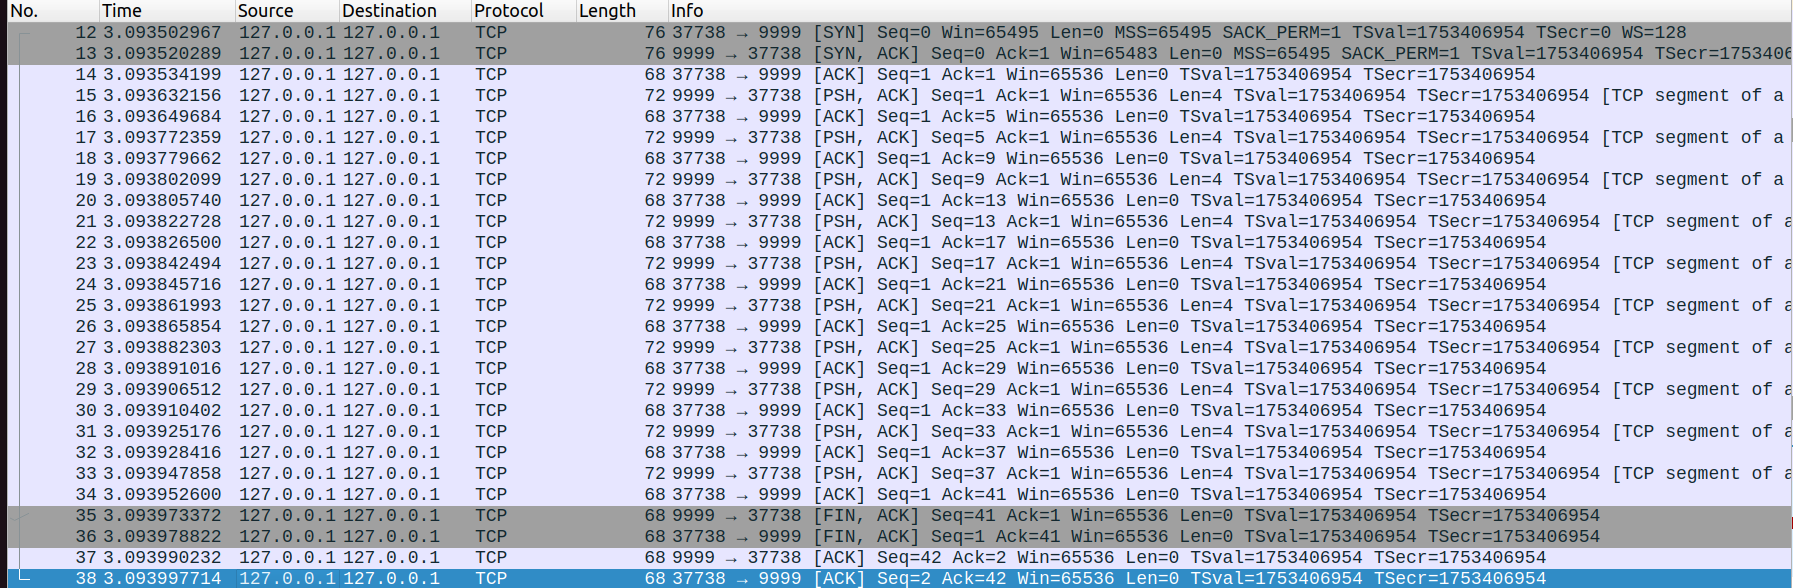 No. Time Source Destination Protocol Length Info
12 3.093502967 127.0.0.1 127.0.0.1 TCP 76 37738 → 9999 [SYN] Seq=0 Win=65495 Len=0 MSS=65495 SACK_PERM=1 TSval=1753406954 TSecr=0 WS=128
13 3.093520289 127.0.0.1 127.0.0.1 TCP 76 9999 → 37738 [SYN, ACK] Seq=0 Ack=1 Win=65483 Len=0 MSS=65495 SACK_PERM=1 TSval=1753406954 TSecr=1753406
14 3.093534199 127.0.0.1 127.0.0.1 TCP 68 37738 → 9999 [ACK] Seq=1 Ack=1 Win=65536 Len=0 TSval=1753406954 TSecr=1753406954
15 3.093632156 127.0.0.1 127.0.0.1 TCP 72 9999 → 37738 [PSH, ACK] Seq=1 Ack=1 Win=65536 Len=4 TSval=1753406954 TSecr=1753406954 [TCP segment of a
16 3.093649684 127.0.0.1 127.0.0.1 TCP 68 37738 → 9999 [ACK] Seq=1 Ack=5 Win=65536 Len=0 TSval=1753406954 TSecr=1753406954
17 3.093772359 127.0.0.1 127.0.0.1 TCP 72 9999 → 37738 [PSH, ACK] Seq=5 Ack=1 Win=65536 Len=4 TSval=1753406954 TSecr=1753406954 [TCP segment of a
18 3.093779662 127.0.0.1 127.0.0.1 TCP 68 37738 → 9999 [ACK] Seq=1 Ack=9 Win=65536 Len=0 TSval=1753406954 TSecr=1753406954
19 3.093802099 127.0.0.1 127.0.0.1 TCP 72 9999 → 37738 [PSH, ACK] Seq=9 Ack=1 Win=65536 Len=4 TSval=1753406954 TSecr=1753406954 [TCP segment of a
20 3.093805740 127.0.0.1 127.0.0.1 TCP 68 37738 → 9999 [ACK] Seq=1 Ack=13 Win=65536 Len=0 TSval=1753406954 TSecr=1753406954
21 3.093822728 127.0.0.1 127.0.0.1 TCP 72 9999 → 37738 [PSH, ACK] Seq=13 Ack=1 Win=65536 Len=4 TSval=1753406954 TSecr=1753406954 [TCP segment of a
22 3.093826500 127.0.0.1 127.0.0.1 TCP 68 37738 → 9999 [ACK] Seq=1 Ack=17 Win=65536 Len=0 TSval=1753406954 TSecr=1753406954
23 3.093842494 127.0.0.1 127.0.0.1 TCP 72 9999 → 37738 [PSH, ACK] Seq=17 Ack=1 Win=65536 Len=4 TSval=1753406954 TSecr=1753406954 [TCP segment of a
24 3.093845716 127.0.0.1 127.0.0.1 TCP 68 37738 → 9999 [ACK] Seq=1 Ack=21 Win=65536 Len=0 TSval=1753406954 TSecr=1753406954
25 3.093861993 127.0.0.1 127.0.0.1 TCP 72 9999 → 37738 [PSH, ACK] Seq=21 Ack=1 Win=65536 Len=4 TSval=1753406954 TSecr=1753406954 [TCP segment of a
26 3.093865854 127.0.0.1 127.0.0.1 TCP 68 37738 → 9999 [ACK] Seq=1 Ack=25 Win=65536 Len=0 TSval=1753406954 TSecr=1753406954
27 3.093882303 127.0.0.1 127.0.0.1 TCP 72 9999 → 37738 [PSH, ACK] Seq=25 Ack=1 Win=65536 Len=4 TSval=1753406954 TSecr=1753406954 [TCP segment of a
28 3.093891016 127.0.0.1 127.0.0.1 TCP 68 37738 → 9999 [ACK] Seq=1 Ack=29 Win=65536 Len=0 TSval=1753406954 TSecr=1753406954
29 3.093906512 127.0.0.1 127.0.0.1 TCP 72 9999 → 37738 [PSH, ACK] Seq=29 Ack=1 Win=65536 Len=4 TSval=1753406954 TSecr=1753406954 [TCP segment of a
30 3.093910402 127.0.0.1 127.0.0.1 TCP 68 37738 → 9999 [ACK] Seq=1 Ack=33 Win=65536 Len=0 TSval=1753406954 TSecr=1753406954
31 3.093925176 127.0.0.1 127.0.0.1 TCP 72 9999 → 37738 [PSH, ACK] Seq=33 Ack=1 Win=65536 Len=4 TSval=1753406954 TSecr=1753406954 [TCP segment of a
32 3.093928416 127.0.0.1 127.0.0.1 TCP 68 37738 → 9999 [ACK] Seq=1 Ack=37 Win=65536 Len=0 TSval=1753406954 TSecr=1753406954
33 3.093947858 127.0.0.1 127.0.0.1 TCP 72 9999 → 37738 [PSH, ACK] Seq=37 Ack=1 Win=65536 Len=4 TSval=1753406954 TSecr=1753406954 [TCP segment of a
34 3.093952600 127.0.0.1 127.0.0.1 TCP 68 37738 → 9999 [ACK] Seq=1 Ack=41 Win=65536 Len=0 TSval=1753406954 TSecr=1753406954
35 3.093973372 127.0.0.1 127.0.0.1 TCP 68 9999 → 37738 [FIN, ACK] Seq=41 Ack=1 Win=65536 Len=0 TSval=1753406954 TSecr=1753406954
36 3.093978822 127.0.0.1 127.0.0.1 TCP 68 37738 → 9999 [FIN, ACK] Seq=1 Ack=41 Win=65536 Len=0 TSval=1753406954 TSecr=1753406954
37 3.093990232 127.0.0.1 127.0.0.1 TCP 68 9999 → 37738 [ACK] Seq=42 Ack=2 Win=65536 Len=0 TSval=1753406954 TSecr=1753406954
38 3.093997714 127.0.0.1 127.0.0.1 TCP 68 37738 → 9999 [ACK] Seq=2 Ack=42 Win=65536 Len=0 TSval=1753406954 TSecr=1753406954